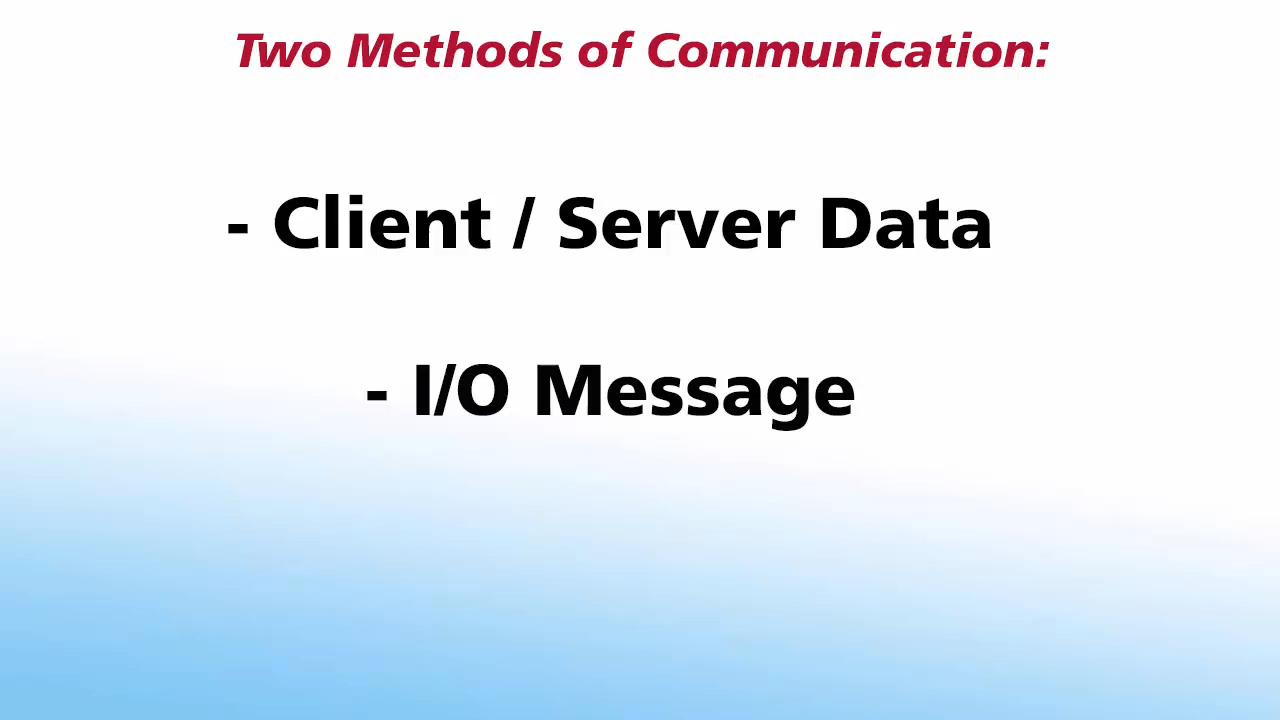 Two Methods of Communication:
- Client / Server Data
- I/O Message